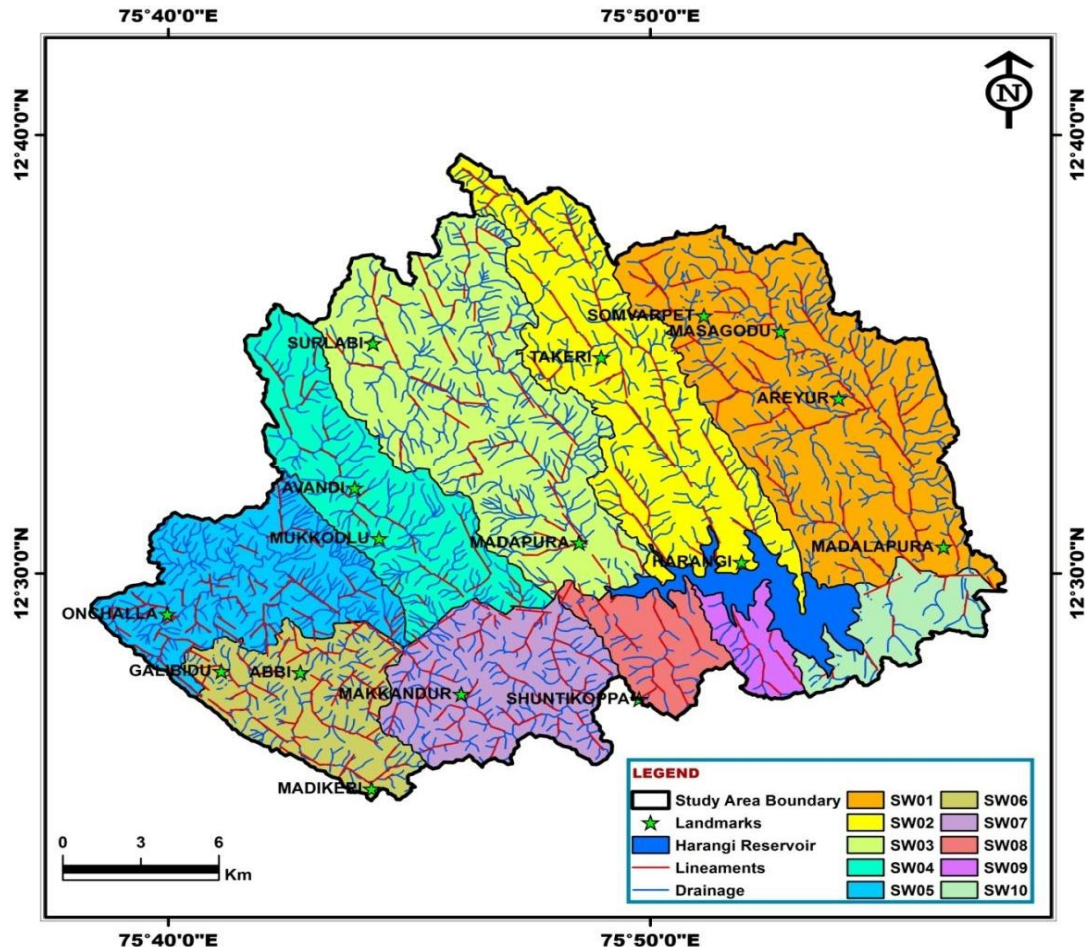 75°40'0"E
75°50'0"E
N
12°40'0"N
12°40'0"N
SOMVARPET
MASAGODU
SURLABI
TAKERI
AREYUR
AVANDI
MUKKODLU
MADAPURA
HARANGI
MADALAPURA
12°30'0"N
12°30'0"N
ONCHALLA
GALIBIDU
ABBI
MAKKANDUR
SHUNTIKOPPA
MADIKERI
LEGEND
Study Area Boundary
Landmarks
Harangi Reservoir
Lineaments
Drainage
SW01
SW02
SW03
SW04
SW05
SW06
SW07
SW08
SW09
SW10
0 3 6
Km
75°40'0"E
75°50'0"E